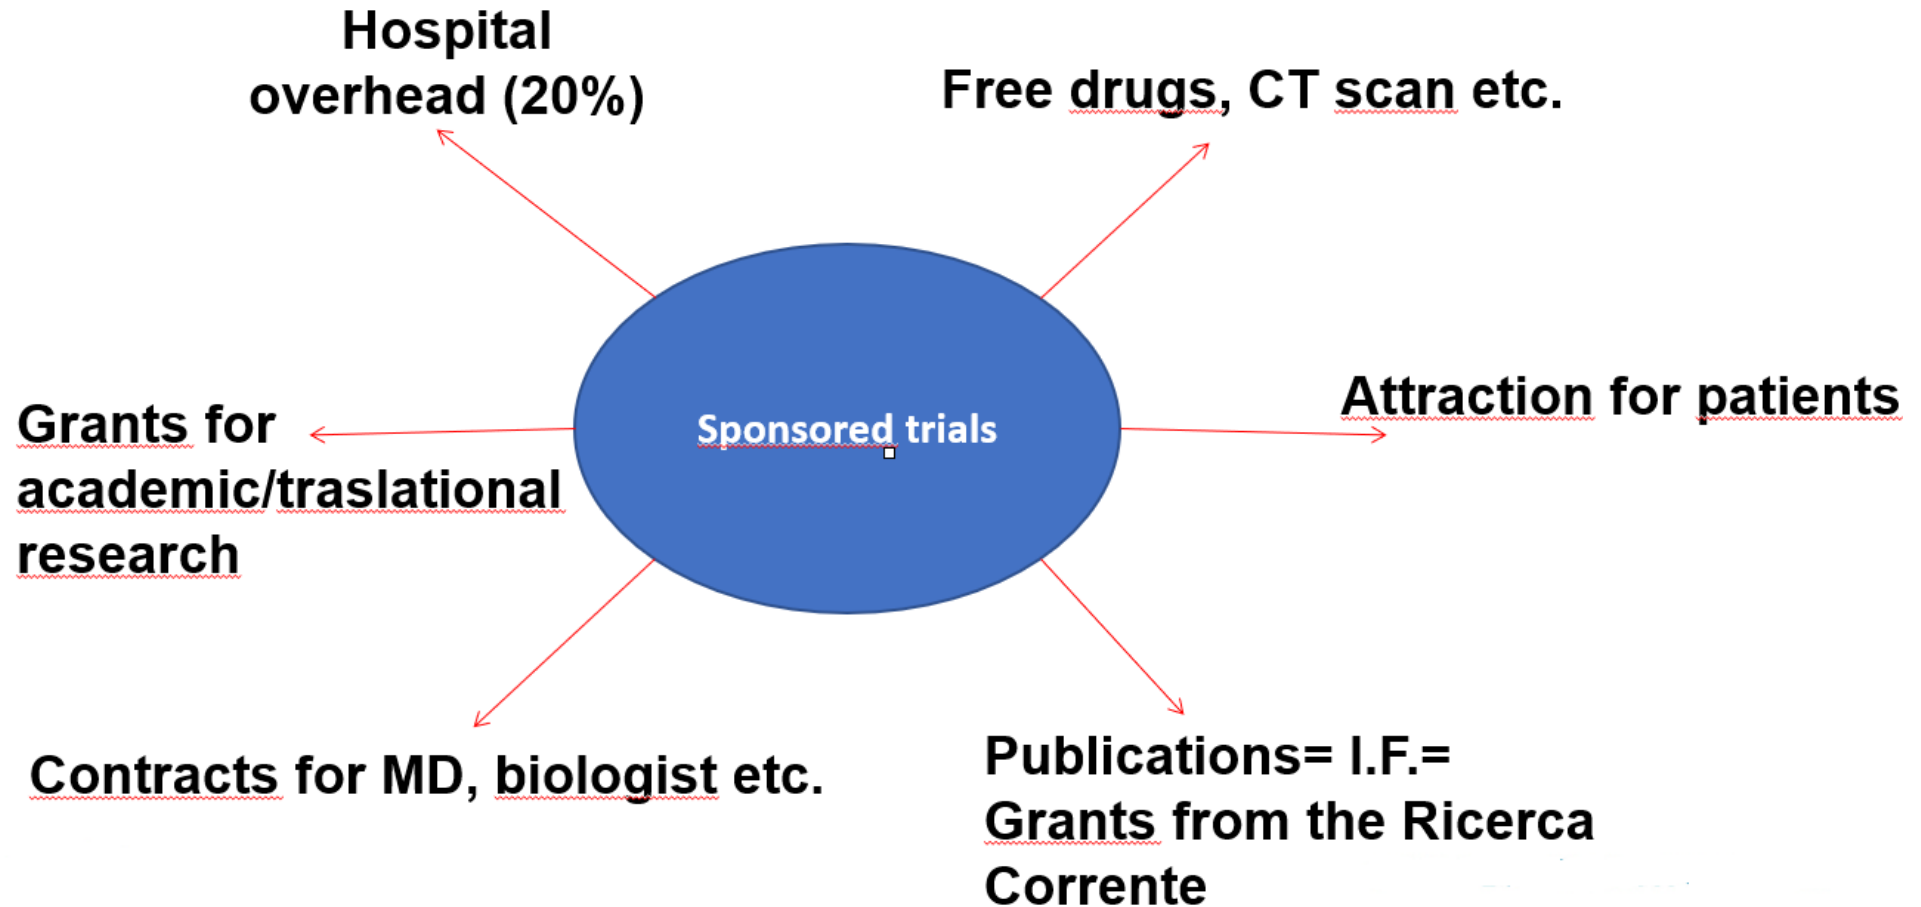 Hospital
overhead (20%)
Free drugs, CT scan etc.
Attraction for patients
Grants for
academic/traslational
research
Sponsored trials
Contracts for MD, biologist etc.
Publications= I.F.=
Grants from the Ricerca
Corrente